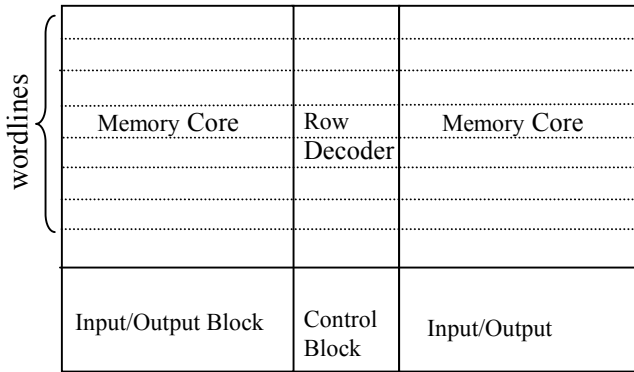 wordlines
Memory Core
Row
Decoder
Memory Core
Input/Output Block
Control
Block
Input/Output